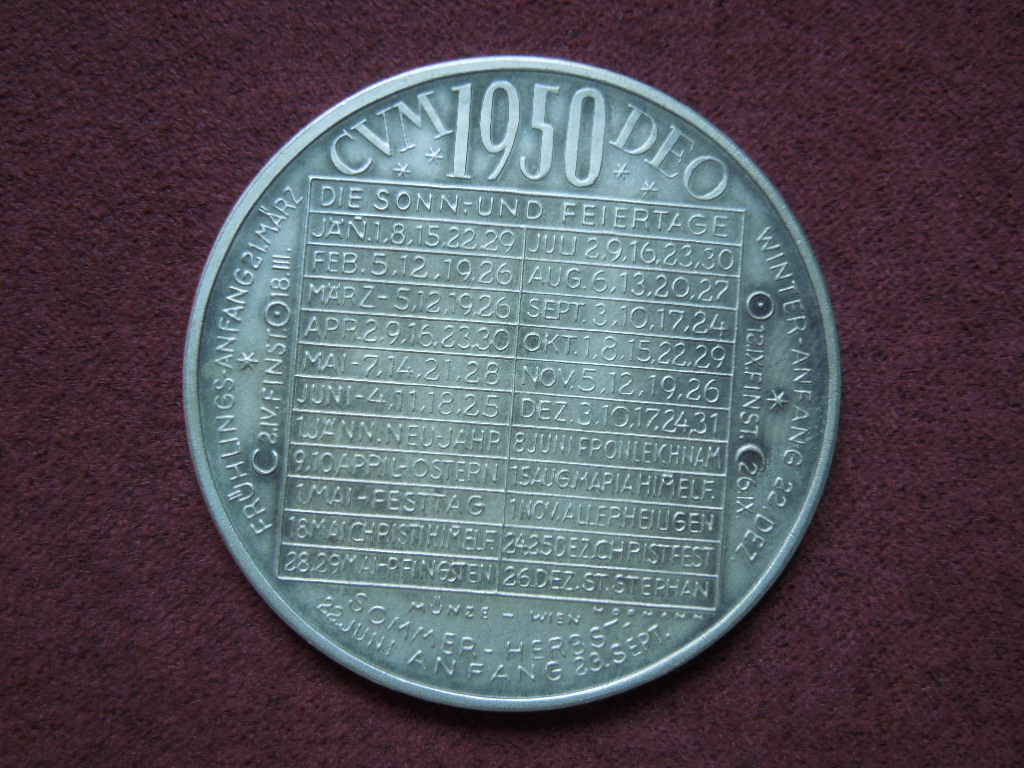 CVM 1950 DEO
DIE SONN- UND FEIERTAGE
JÄN.1,8,15,22,29
FEB.5,12,19,26
MÄRZ-5,12,19,26
APR.2,9,16,23,30
MAI-7,14,21,28
JUNI-4,11,18,25
1.JÄNN.NEUJAHR
9.10.APRIL-OSTERN
1.MAI-FESTTAG
18.MAI CHRISTI HIMELF.
28.29.MAI-PFINGSTEN
JULI 2,9,16,23,30
AUG.6,13,20,27
SEPT.3,10,17,24
OKT.1,8,15,22,29
NOV.5,12,19,26
DEZ.3,10,17,24,31
8.JUNI FRONLEICHNAM
15.AUG.MARIA HIMELF.
1.NOV.ALLERHEILIGEN
24.25.DEZ.CHRISTFEST
26.DEZ.ST.STEPHAN
FRÜHLINGS-ANFANG 21.MÄRZ
2.IV.FINST. 18.III.
WINTER-ANFANG 22.DEZ
12.IX.FINST. 26.IX.
MÜNZE - WIEN
SOMMER- HERBST-
22.JUNI ANFANG 23.SEPT.